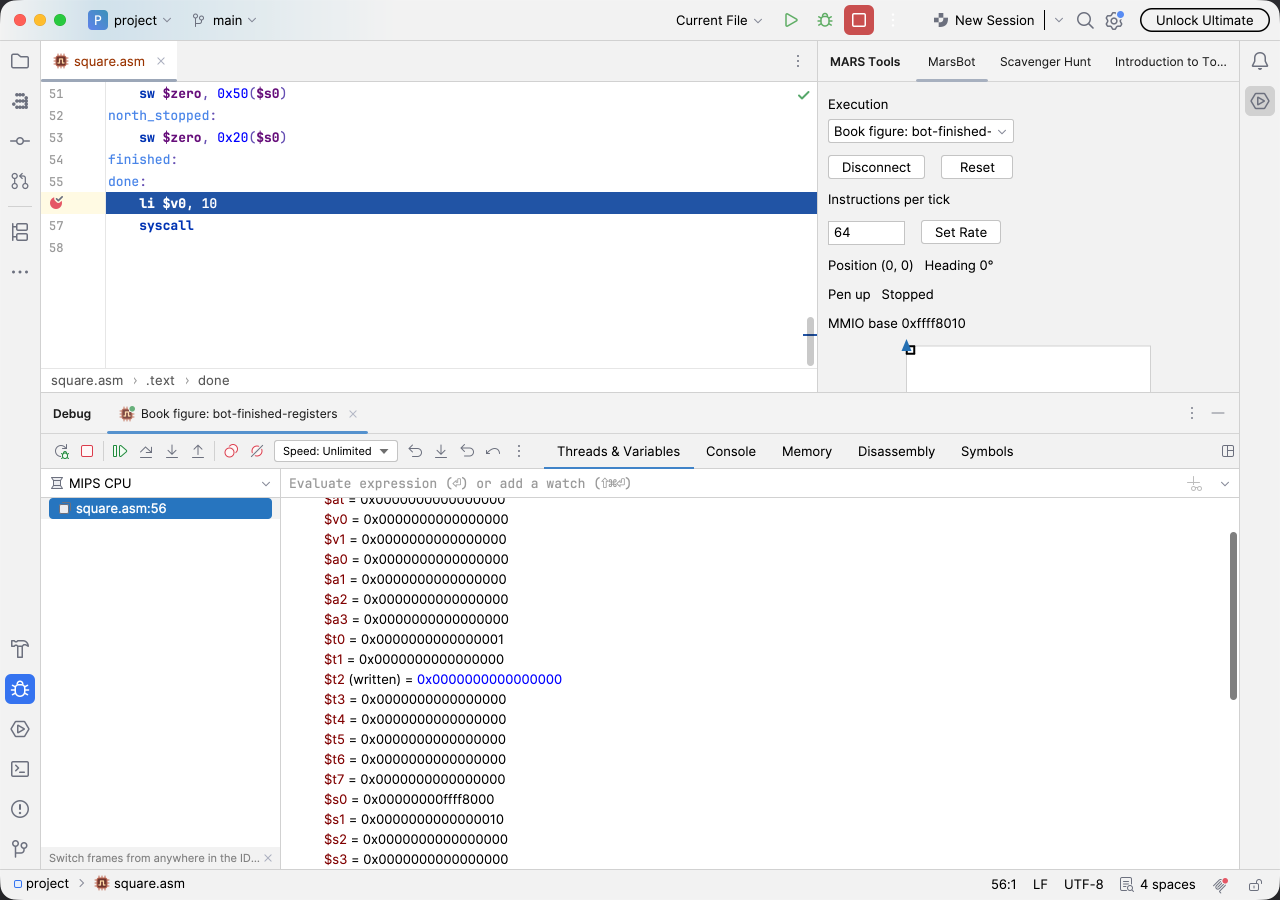 P project main Current File New Session Unlock Ultimate
square.asm
MARS Tools MarsBot Scavenger Hunt Introduction to To...
51 sw $zero, 0x50($s0)
52 north_stopped:
53 sw $zero, 0x20($s0)
54 finished:
55 done:
li $v0, 10
57 syscall
58
square.asm › .text › done
Execution
Book figure: bot-finished-
Disconnect Reset
Instructions per tick
64 Set Rate
Position (0, 0) Heading 0°
Pen up Stopped
MMIO base 0xffff8010
Debug Book figure: bot-finished-registers
Speed: Unlimited Threads & Variables Console Memory Disassembly Symbols
MIPS CPU
Evaluate expression (⏎) or add a watch (⇧⌘⏎)
square.asm:56
$at = 0x0000000000000000
$v0 = 0x0000000000000000
$v1 = 0x0000000000000000
$a0 = 0x0000000000000000
$a1 = 0x0000000000000000
$a2 = 0x0000000000000000
$a3 = 0x0000000000000000
$t0 = 0x0000000000000001
$t1 = 0x0000000000000000
$t2 (written) = 0x0000000000000000
$t3 = 0x0000000000000000
$t4 = 0x0000000000000000
$t5 = 0x0000000000000000
$t6 = 0x0000000000000000
$t7 = 0x0000000000000000
$s0 = 0x00000000ffff8000
$s1 = 0x0000000000000010
$s2 = 0x0000000000000000
$s3 = 0x0000000000000000
Switch frames from anywhere in the ID...
project › square.asm 56:1 LF UTF-8 4 spaces